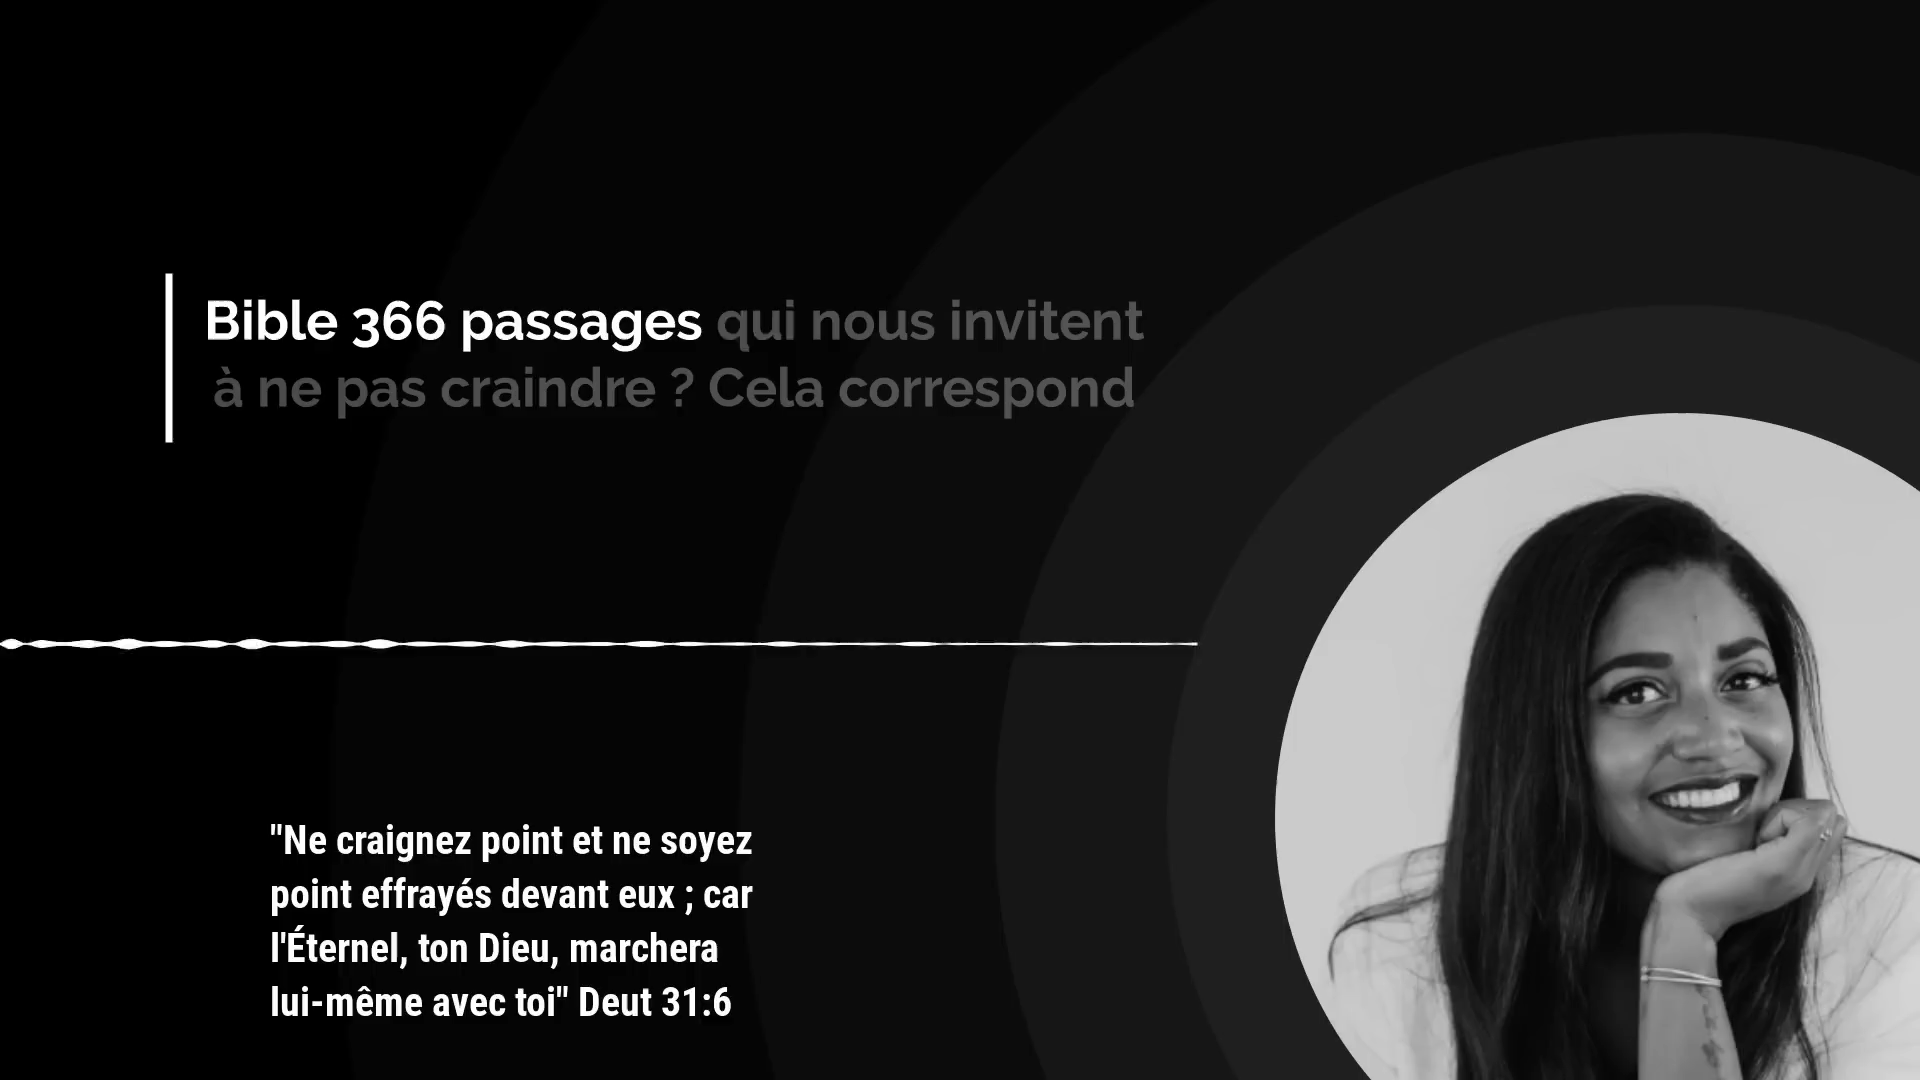 Bible 366 passages qui nous invitent
à ne pas craindre ? Cela correspond
"Ne craignez point et ne soyez
point effrayés devant eux ; car
l'Éternel, ton Dieu, marchera
lui-même avec toi" Deut 31:6